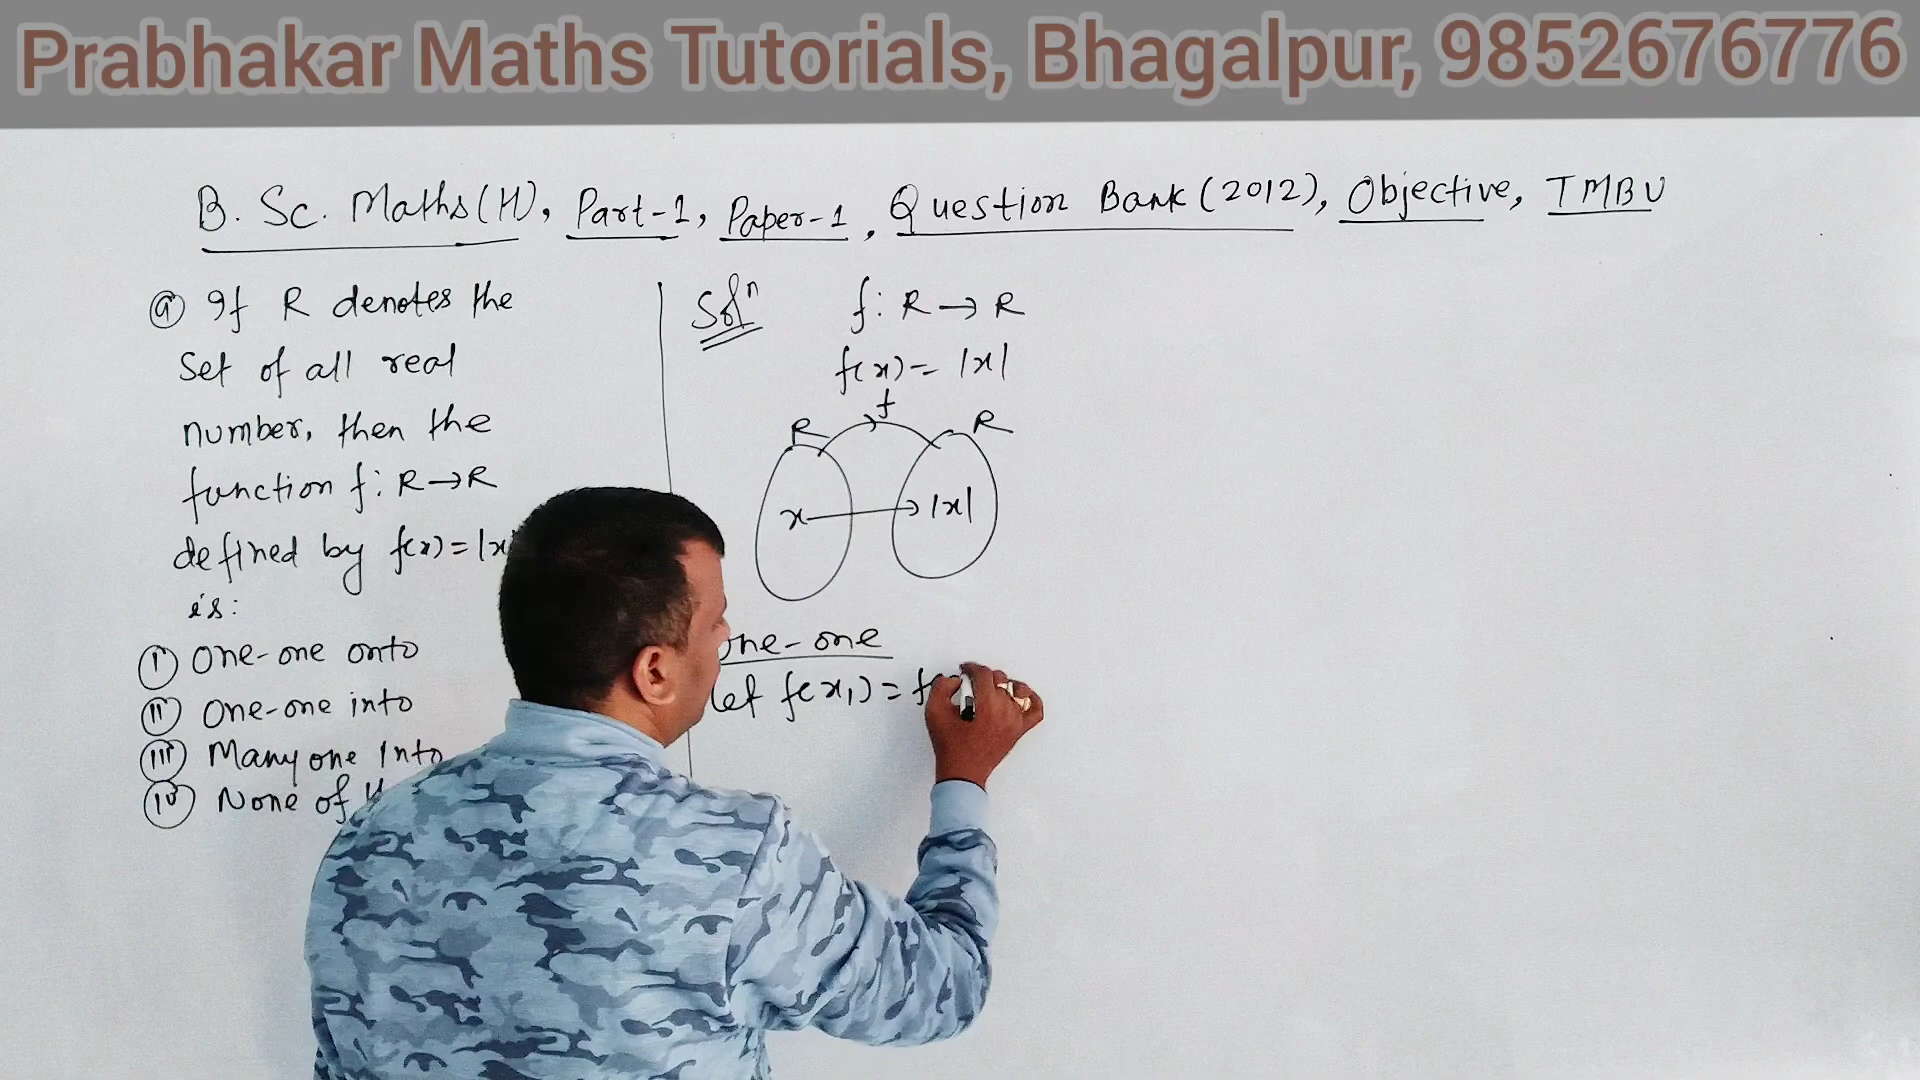 Prabhakar Maths Tutorials, Bhagalpur, 9852676776
B. Sc. Maths(H), Part-1, Paper-1, Question Bank (2012), Objective, TMBU
Q If R denotes the
set of all real
number, then the
function f: R→R
defined by f(x)=|x
is:
(i) One-one onto
(ii) One-one into
(iii) Many one Into
(iv) None of
Solⁿ f: R → R
f(x) = |x|
f
R R
x → |x|
one-one
Let f(x₁) = f